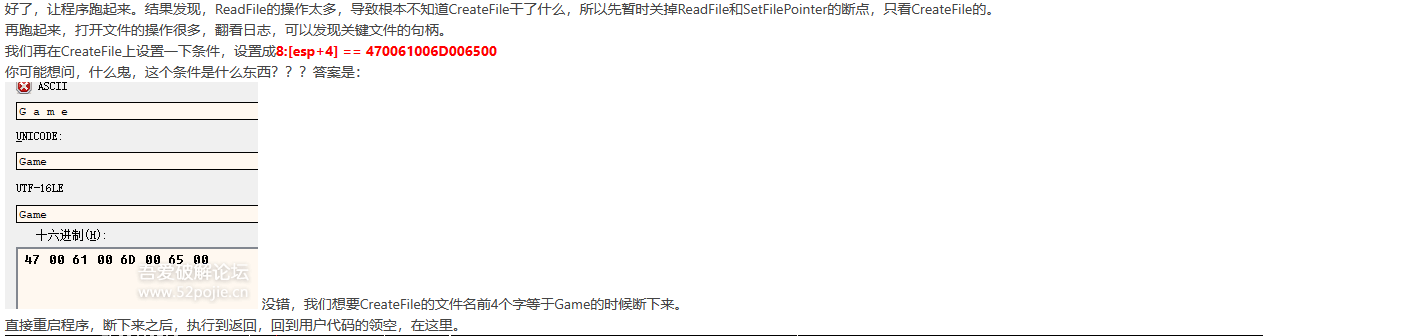 好了，让程序跑起来。结果发现，ReadFile的操作太多，导致根本不知道CreateFile干了什么，所以先暂时关掉ReadFile和SetFilePointer的断点，只看CreateFile的。
再跑起来，打开文件的操作很多，翻看日志，可以发现关键文件的句柄。
我们再在CreateFile上设置一下条件，设置成8:[esp+4] == 470061006D006500
你可能想问，什么鬼，这个条件是什么东西？？？答案是：
ASCII
G a m e
UNICODE:
Game
UTF-16LE
Game
十六进制(H):
47 00 61 00 6D 00 65 00
吾爱破解论坛
www.52pojie.cn
没错，我们想要CreateFile的文件名前4个字等于Game的时候断下来。
直接重启程序，断下来之后，执行到返回，回到用户代码的领空，在这里。